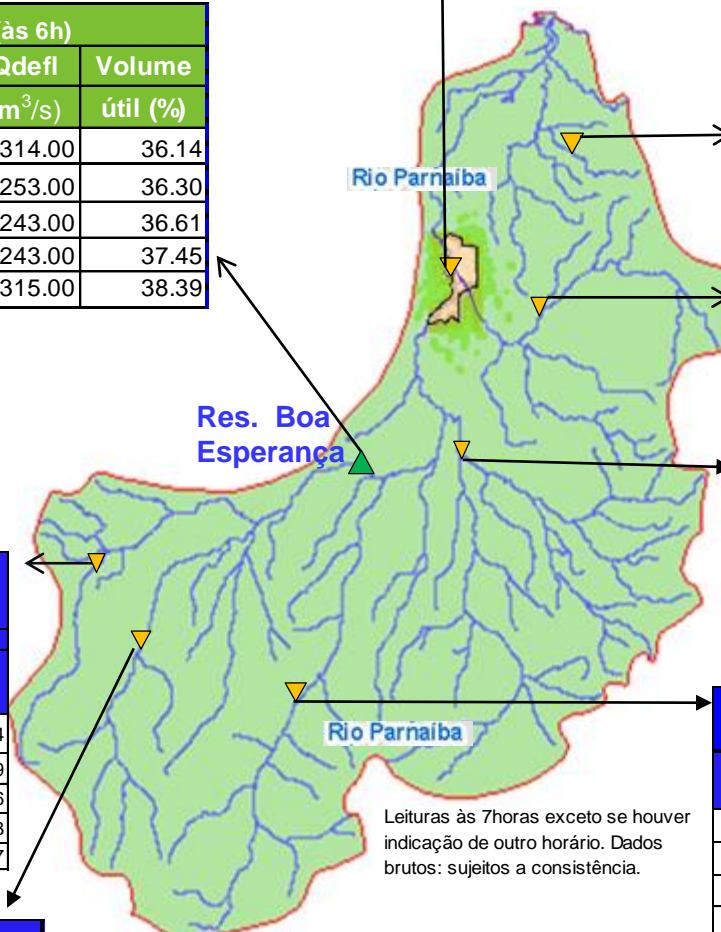 às 6h)
Qdefl Volume
m³/s) útil (%)
314.00 36.14
253.00 36.30
243.00 36.61
243.00 37.45
315.00 38.39
Rio Parnaíba
Res. Boa
Esperança
Rio Parnaíba
Leituras às 7horas exceto se houver
indicação de outro horário. Dados
brutos: sujeitos a consistência.